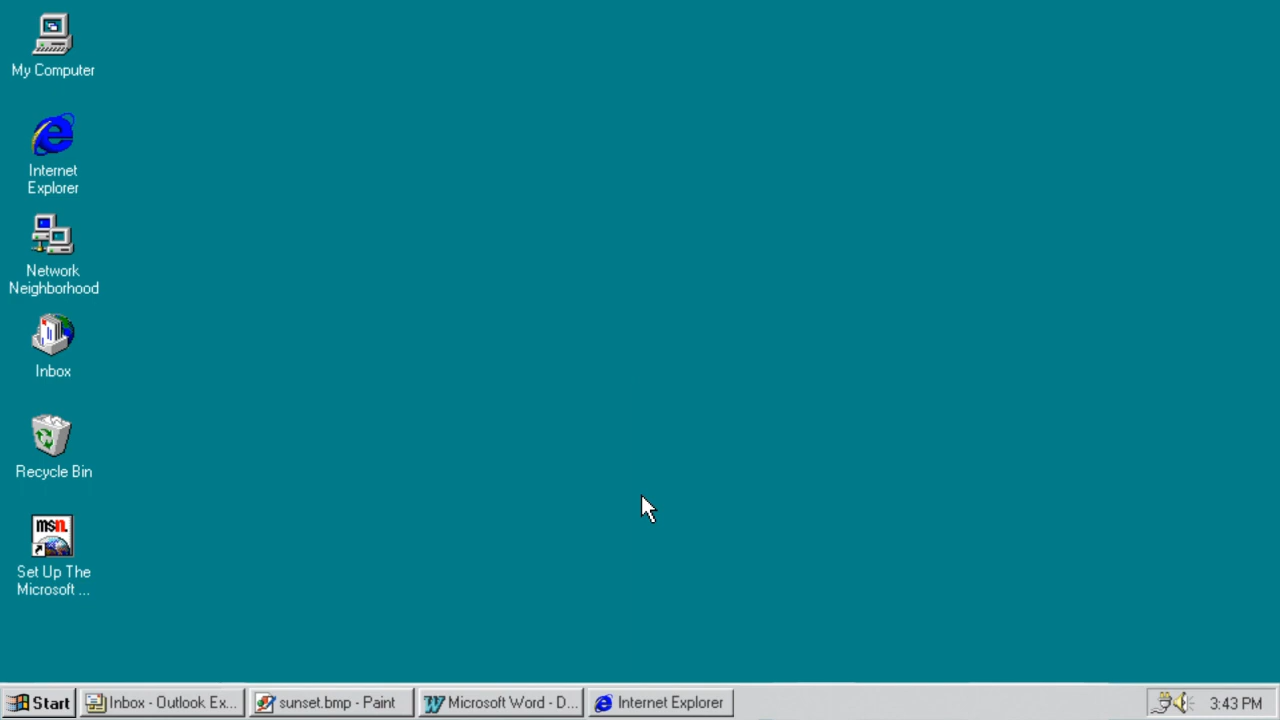 My Computer
Internet
Explorer
Network
Neighborhood
Inbox
Recycle Bin
msn.
Set Up The
Microsoft ...
Start
Inbox - Outlook Ex...
sunset.bmp - Paint
Microsoft Word - D...
Internet Explorer
3:43 PM